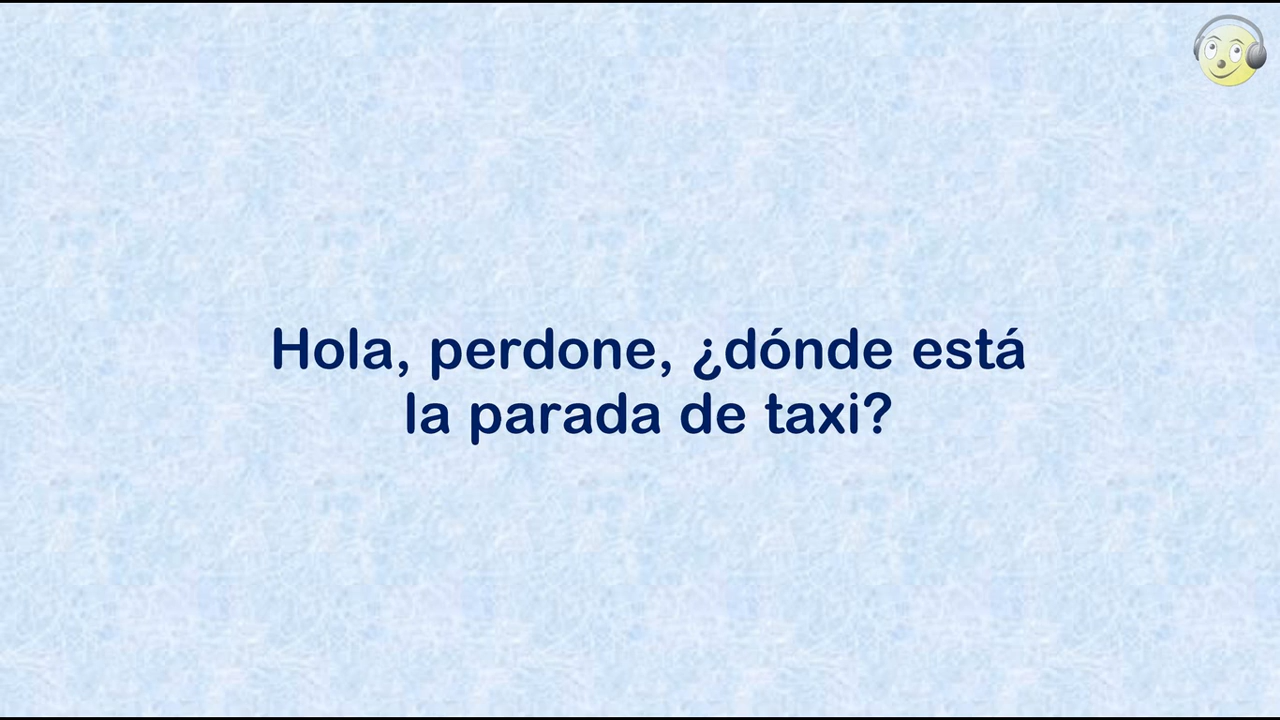 Hola, perdone, ¿dónde está
la parada de taxi?